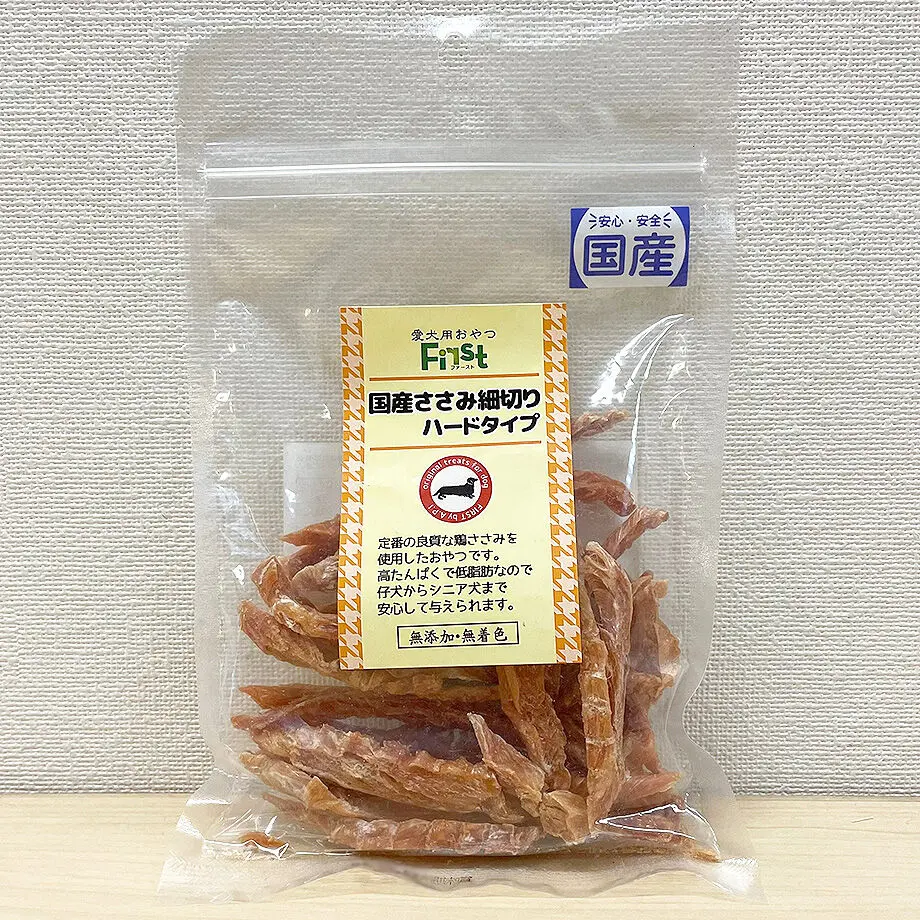 安心・安全
国産
愛犬用おやつ
First
ファースト
国産ささみ細切り
ハードタイプ
original treats for dog
FIRST by A.P.J
定番の良質な鶏ささみを
使用したおやつです。
高たんぱくで低脂肪なので
仔犬からシニア犬まで
安心して与えられます。
無添加・無着色